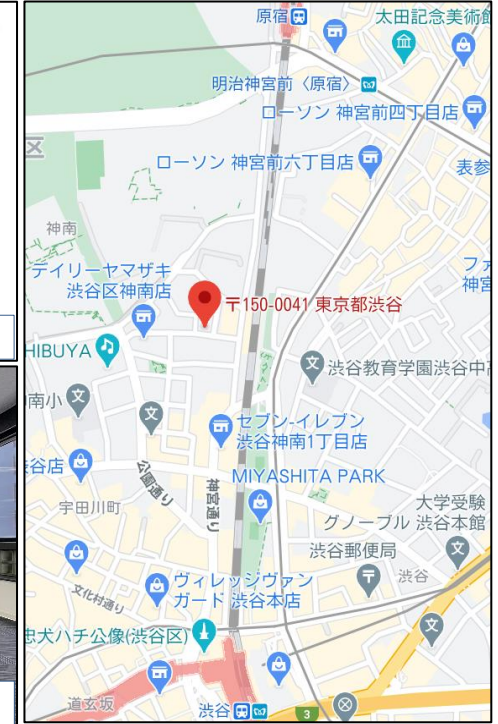 原宿
太田記念美術館
明治神宮前〈原宿〉
ローソン 神宮前四丁目店
ローソン 神宮前六丁目店
表参
区
神南
デイリーヤマザキ
渋谷区神南店
ファ
神宮
〒150-0041 東京都渋谷
HIBUYA
渋谷教育学園渋谷中
南小
文
文
文
セブン-イレブン
渋谷神南1丁目店
谷店
公園通り
神宮通り
MIYASHITA PARK
宇田川町
大学受験
グノーブル 渋谷本館
渋谷郵便局
文
〒
渋谷
文化村通り
ヴィレッジヴァン
ガード 渋谷本店
忠犬ハチ公像(渋谷区)
文
道玄坂
渋谷
3